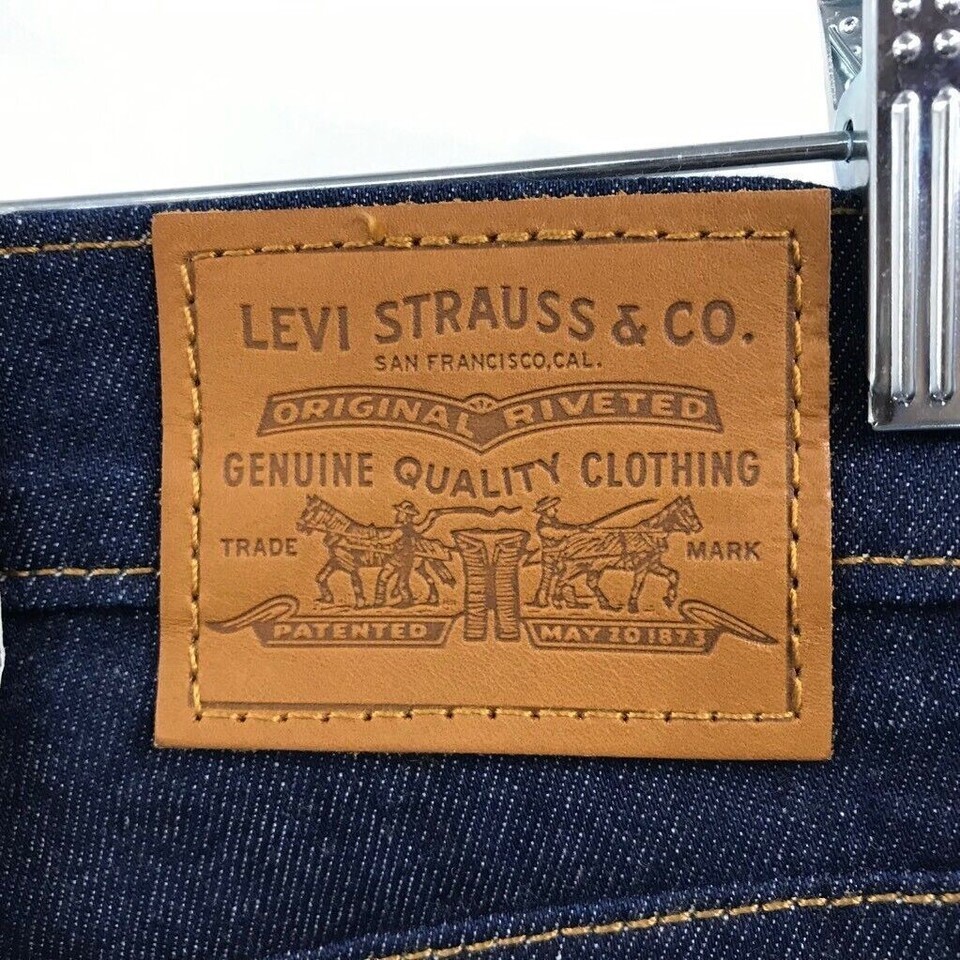 LEVI STRAUSS & CO.
SAN FRANCISCO, CAL.
ORIGINAL RIVETED
GENUINE QUALITY CLOTHING
TRADE MARK
PATENTED MAY 20 1873